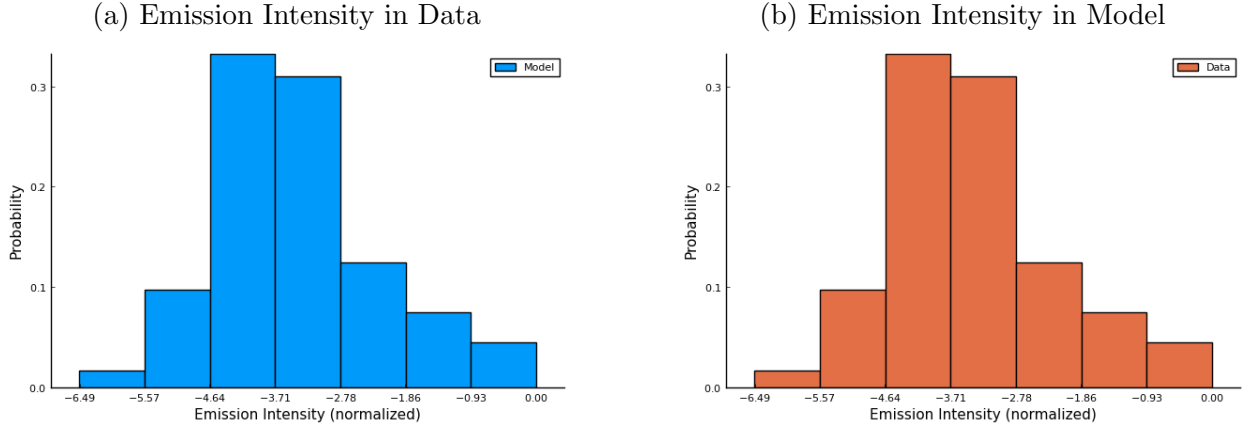 (a) Emission Intensity in Data
Model
0.3
0.2
0.1
0.0
Probability
−6.49 −5.57 −4.64 −3.71 −2.78 −1.86 −0.93 0.00
Emission Intensity (normalized)
(b) Emission Intensity in Model
Data
0.3
0.2
0.1
0.0
Probability
−6.49 −5.57 −4.64 −3.71 −2.78 −1.86 −0.93 0.00
Emission Intensity (normalized)